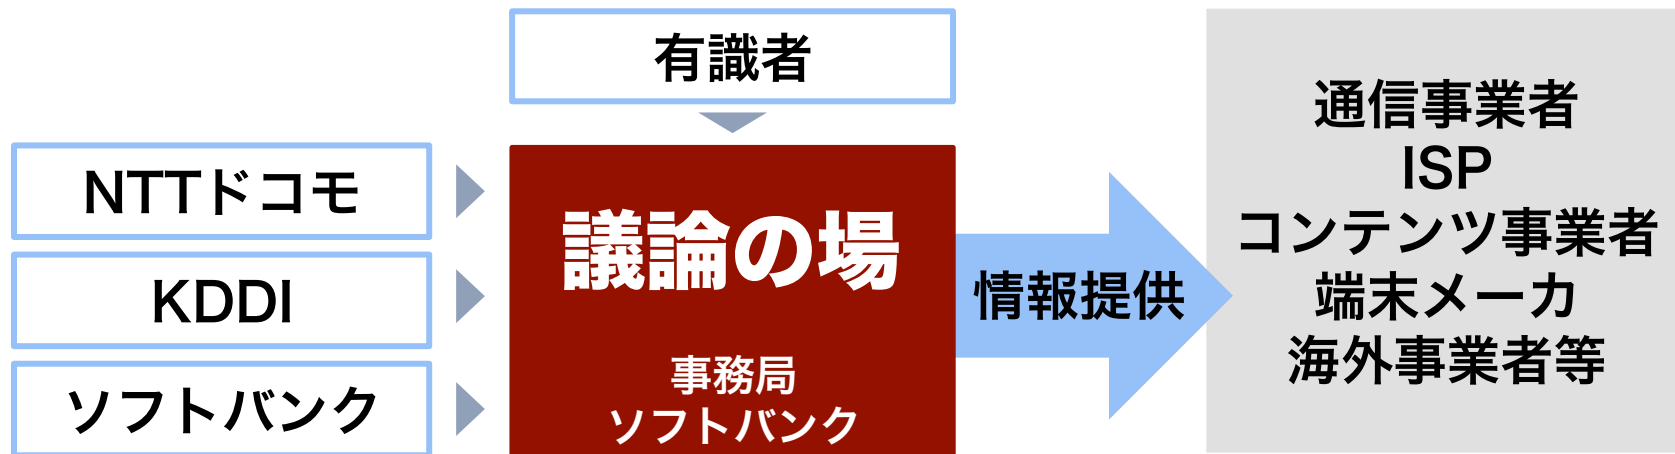 有識者
NTTドコモ
KDDI
ソフトバンク
議論の場
事務局
ソフトバンク
情報提供
通信事業者
ISP
コンテンツ事業者
端末メーカ
海外事業者等